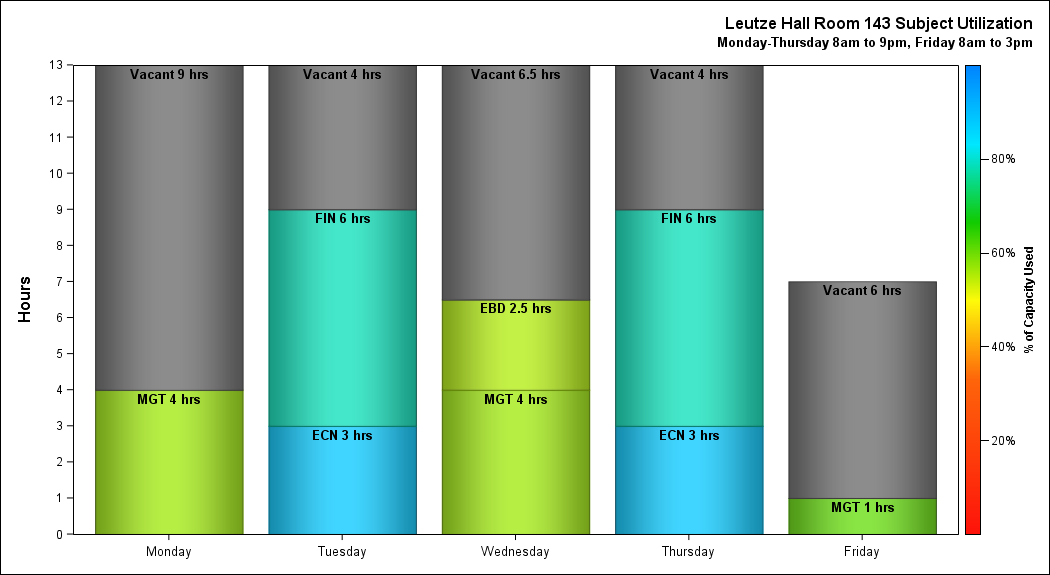 Leutze Hall Room 143 Subject Utilization
Monday-Thursday 8am to 9pm, Friday 8am to 3pm
Hours
13
12
11
10
9
8
7
6
5
4
3
2
1
0
Vacant 9 hrs
MGT 4 hrs
Vacant 4 hrs
FIN 6 hrs
ECN 3 hrs
Vacant 6.5 hrs
EBD 2.5 hrs
MGT 4 hrs
Vacant 4 hrs
FIN 6 hrs
ECN 3 hrs
Vacant 6 hrs
MGT 1 hrs
Monday
Tuesday
Wednesday
Thursday
Friday
80%
60%
40%
20%
% of Capacity Used